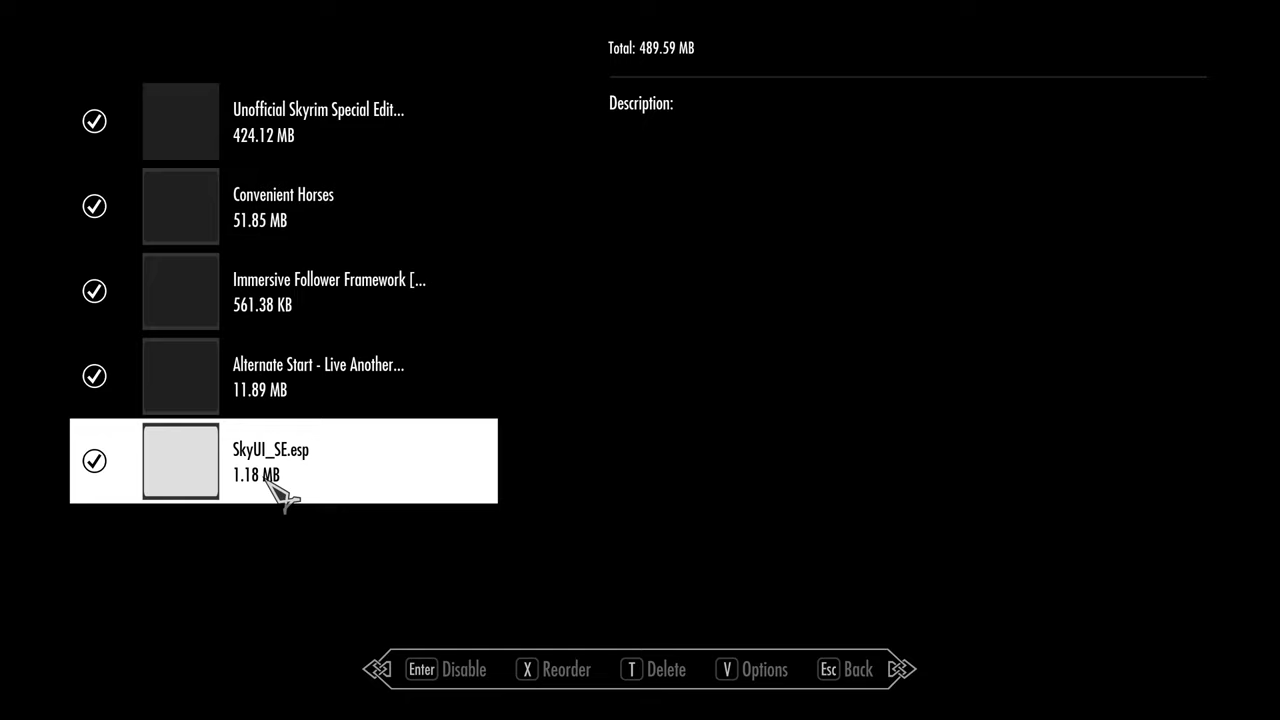 Total: 489.59 MB
Description:
Unofficial Skyrim Special Edit...
424.12 MB
Convenient Horses
51.85 MB
Immersive Follower Framework [...
561.38 KB
Alternate Start - Live Another...
11.89 MB
SkyUI_SE.esp
1.18 MB
Enter Disable X Reorder T Delete V Options Esc Back